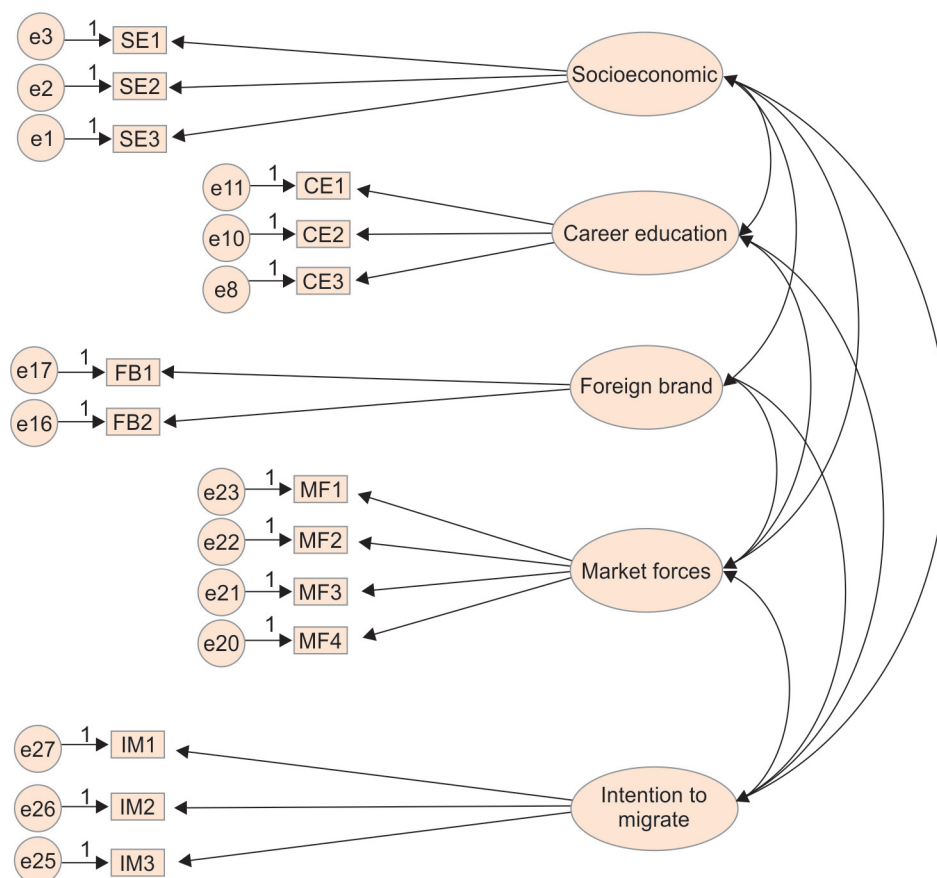 e3 1 SE1
Socioeconomic
e2 1 SE2
e1 1 SE3
e11 1 CE1
e10 1 CE2
Career education
e8 1 CE3
e17 1 FB1
Foreign brand
e16 1 FB2
e23 1 MF1
e22 1 MF2
Market forces
e21 1 MF3
e20 1 MF4
e27 1 IM1
Intention to
migrate
e26 1 IM2
e25 1 IM3